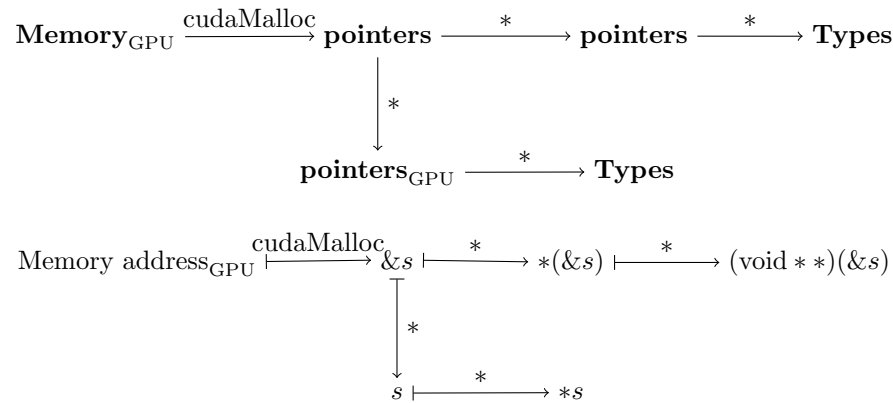 cudaMalloc * *
Memory_GPU pointers pointers Types
*
*
pointers_GPU Types
cudaMalloc * *
Memory address_GPU &s *(&s) (void * *)(&s)
*
*
s *s